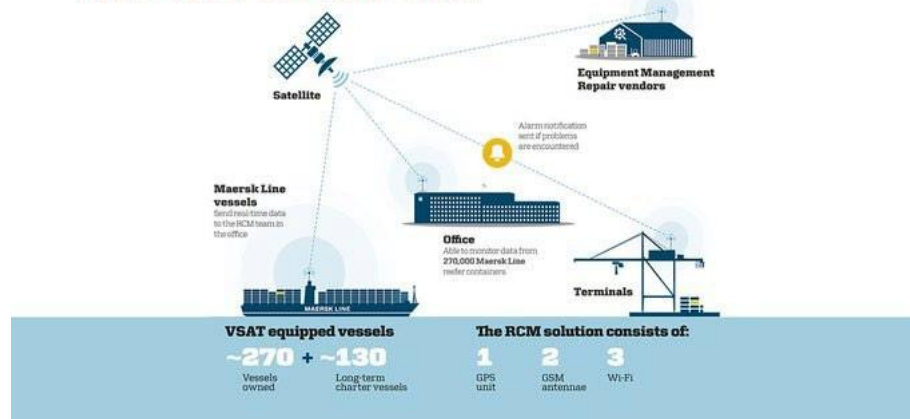 Satellite
Equipment Management
Repair vendors
Alarm notification
sent if problems
are encountered
Maersk Line
vessels
Send real time data
to the RCM team in
the office
Office
Able to monitor data from
270,000 Maersk Line
reefer containers
Terminals
MAERSK LINE
VSAT equipped vessels
~270 + ~130
Vessels
owned
Long-term
charter vessels
The RCM solution consists of:
1
GPS
unit
2
GSM
antennae
3
Wi-Fi